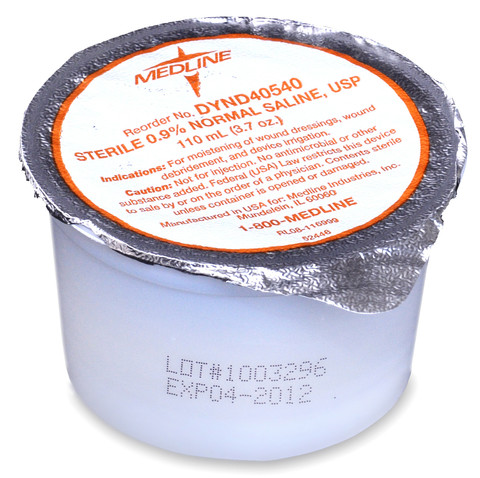 MEDLINE
Reorder No. DYND40540
STERILE 0.9% NORMAL SALINE, USP
110 mL (3.7 oz.)
Indications: For moistening of wound dressings, wound
debridement, and device irrigation.
Caution: Not for injection. No antimicrobial or other
substance added. Federal (USA) Law restricts this device
to sale by or on the order of a physician. Contents sterile
unless container is opened or damaged.
Manufactured in USA for: Medline Industries, Inc.
Mundelein, IL 60060
1-800-MEDLINE
52446
LOT#1003296
EXP04-2012